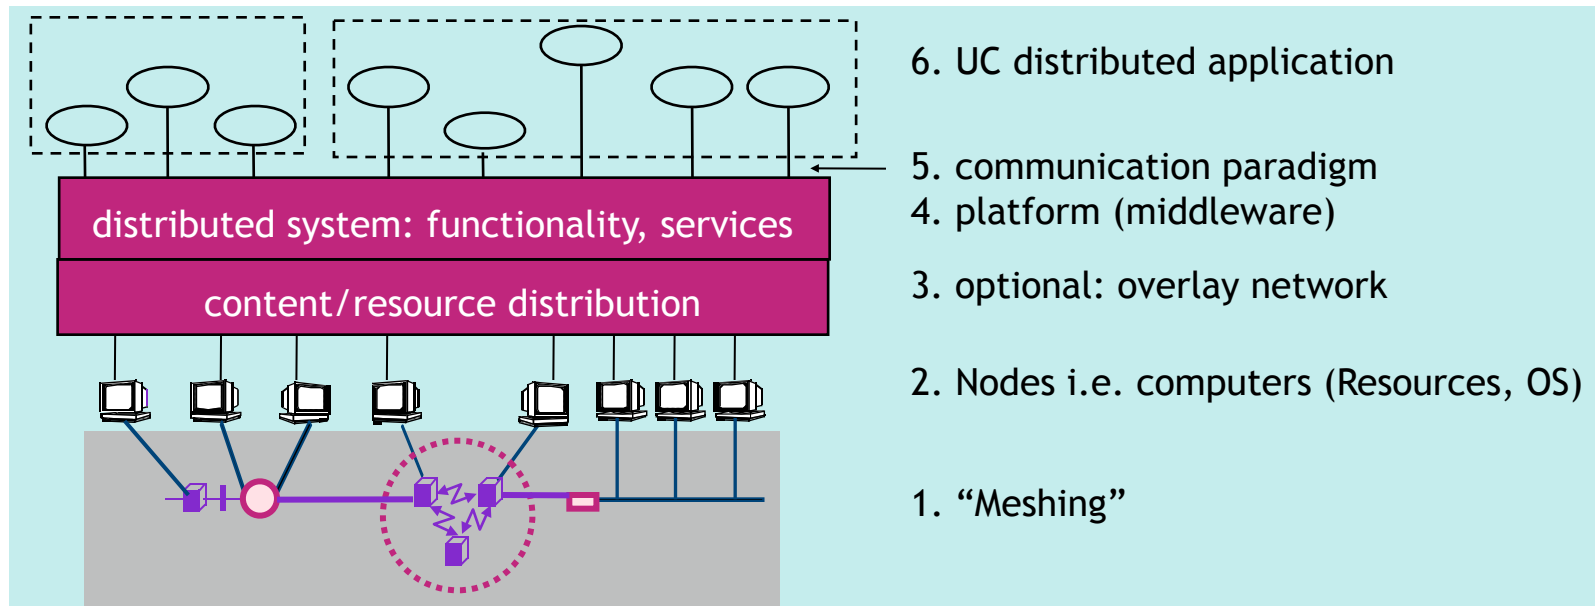 6. UC distributed application
5. communication paradigm
distributed system: functionality, services
4. platform (middleware)
content/resource distribution
3. optional: overlay network
2. Nodes i.e. computers (Resources, OS)
1. “Meshing”